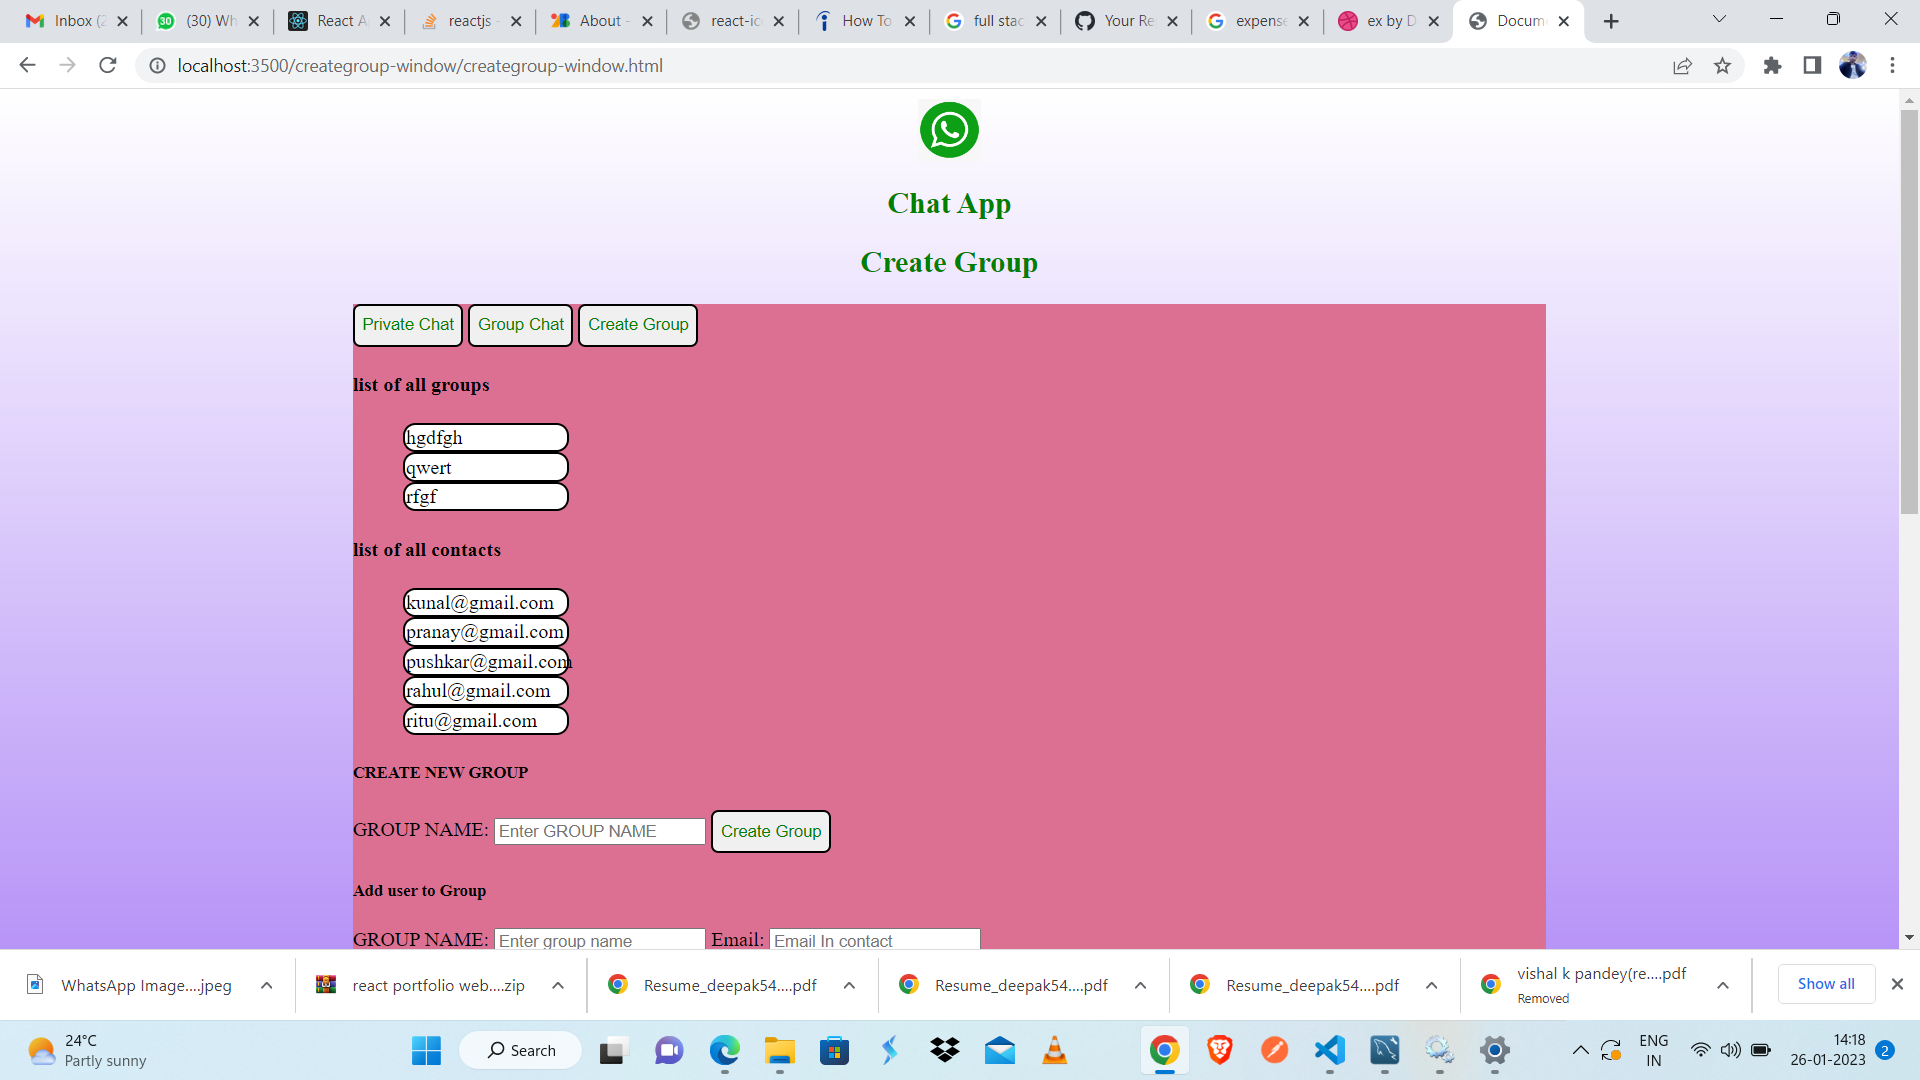 Inbox (2
30
(30) Wh
React A
reactjs -
About -
react-ic
How To
full stac
Your Re
expense
ex by D
Docum
localhost:3500/creategroup-window/creategroup-window.html
Chat App
Create Group
Private Chat
Group Chat
Create Group
list of all groups
hgdfgh
qwert
rfgf
list of all contacts
kunal@gmail.com
pranay@gmail.com
pushkar@gmail.com
rahul@gmail.com
ritu@gmail.com
CREATE NEW GROUP
GROUP NAME: Enter GROUP NAME Create Group
Add user to Group
GROUP NAME: Enter group name Email: Email In contact
WhatsApp Image....jpeg
react portfolio web....zip
Resume_deepak54....pdf
Resume_deepak54....pdf
Resume_deepak54....pdf
vishal k pandey(re....pdf
Removed
Show all
24°C
Partly sunny
Search
ENG
IN
14:18
26-01-2023
2